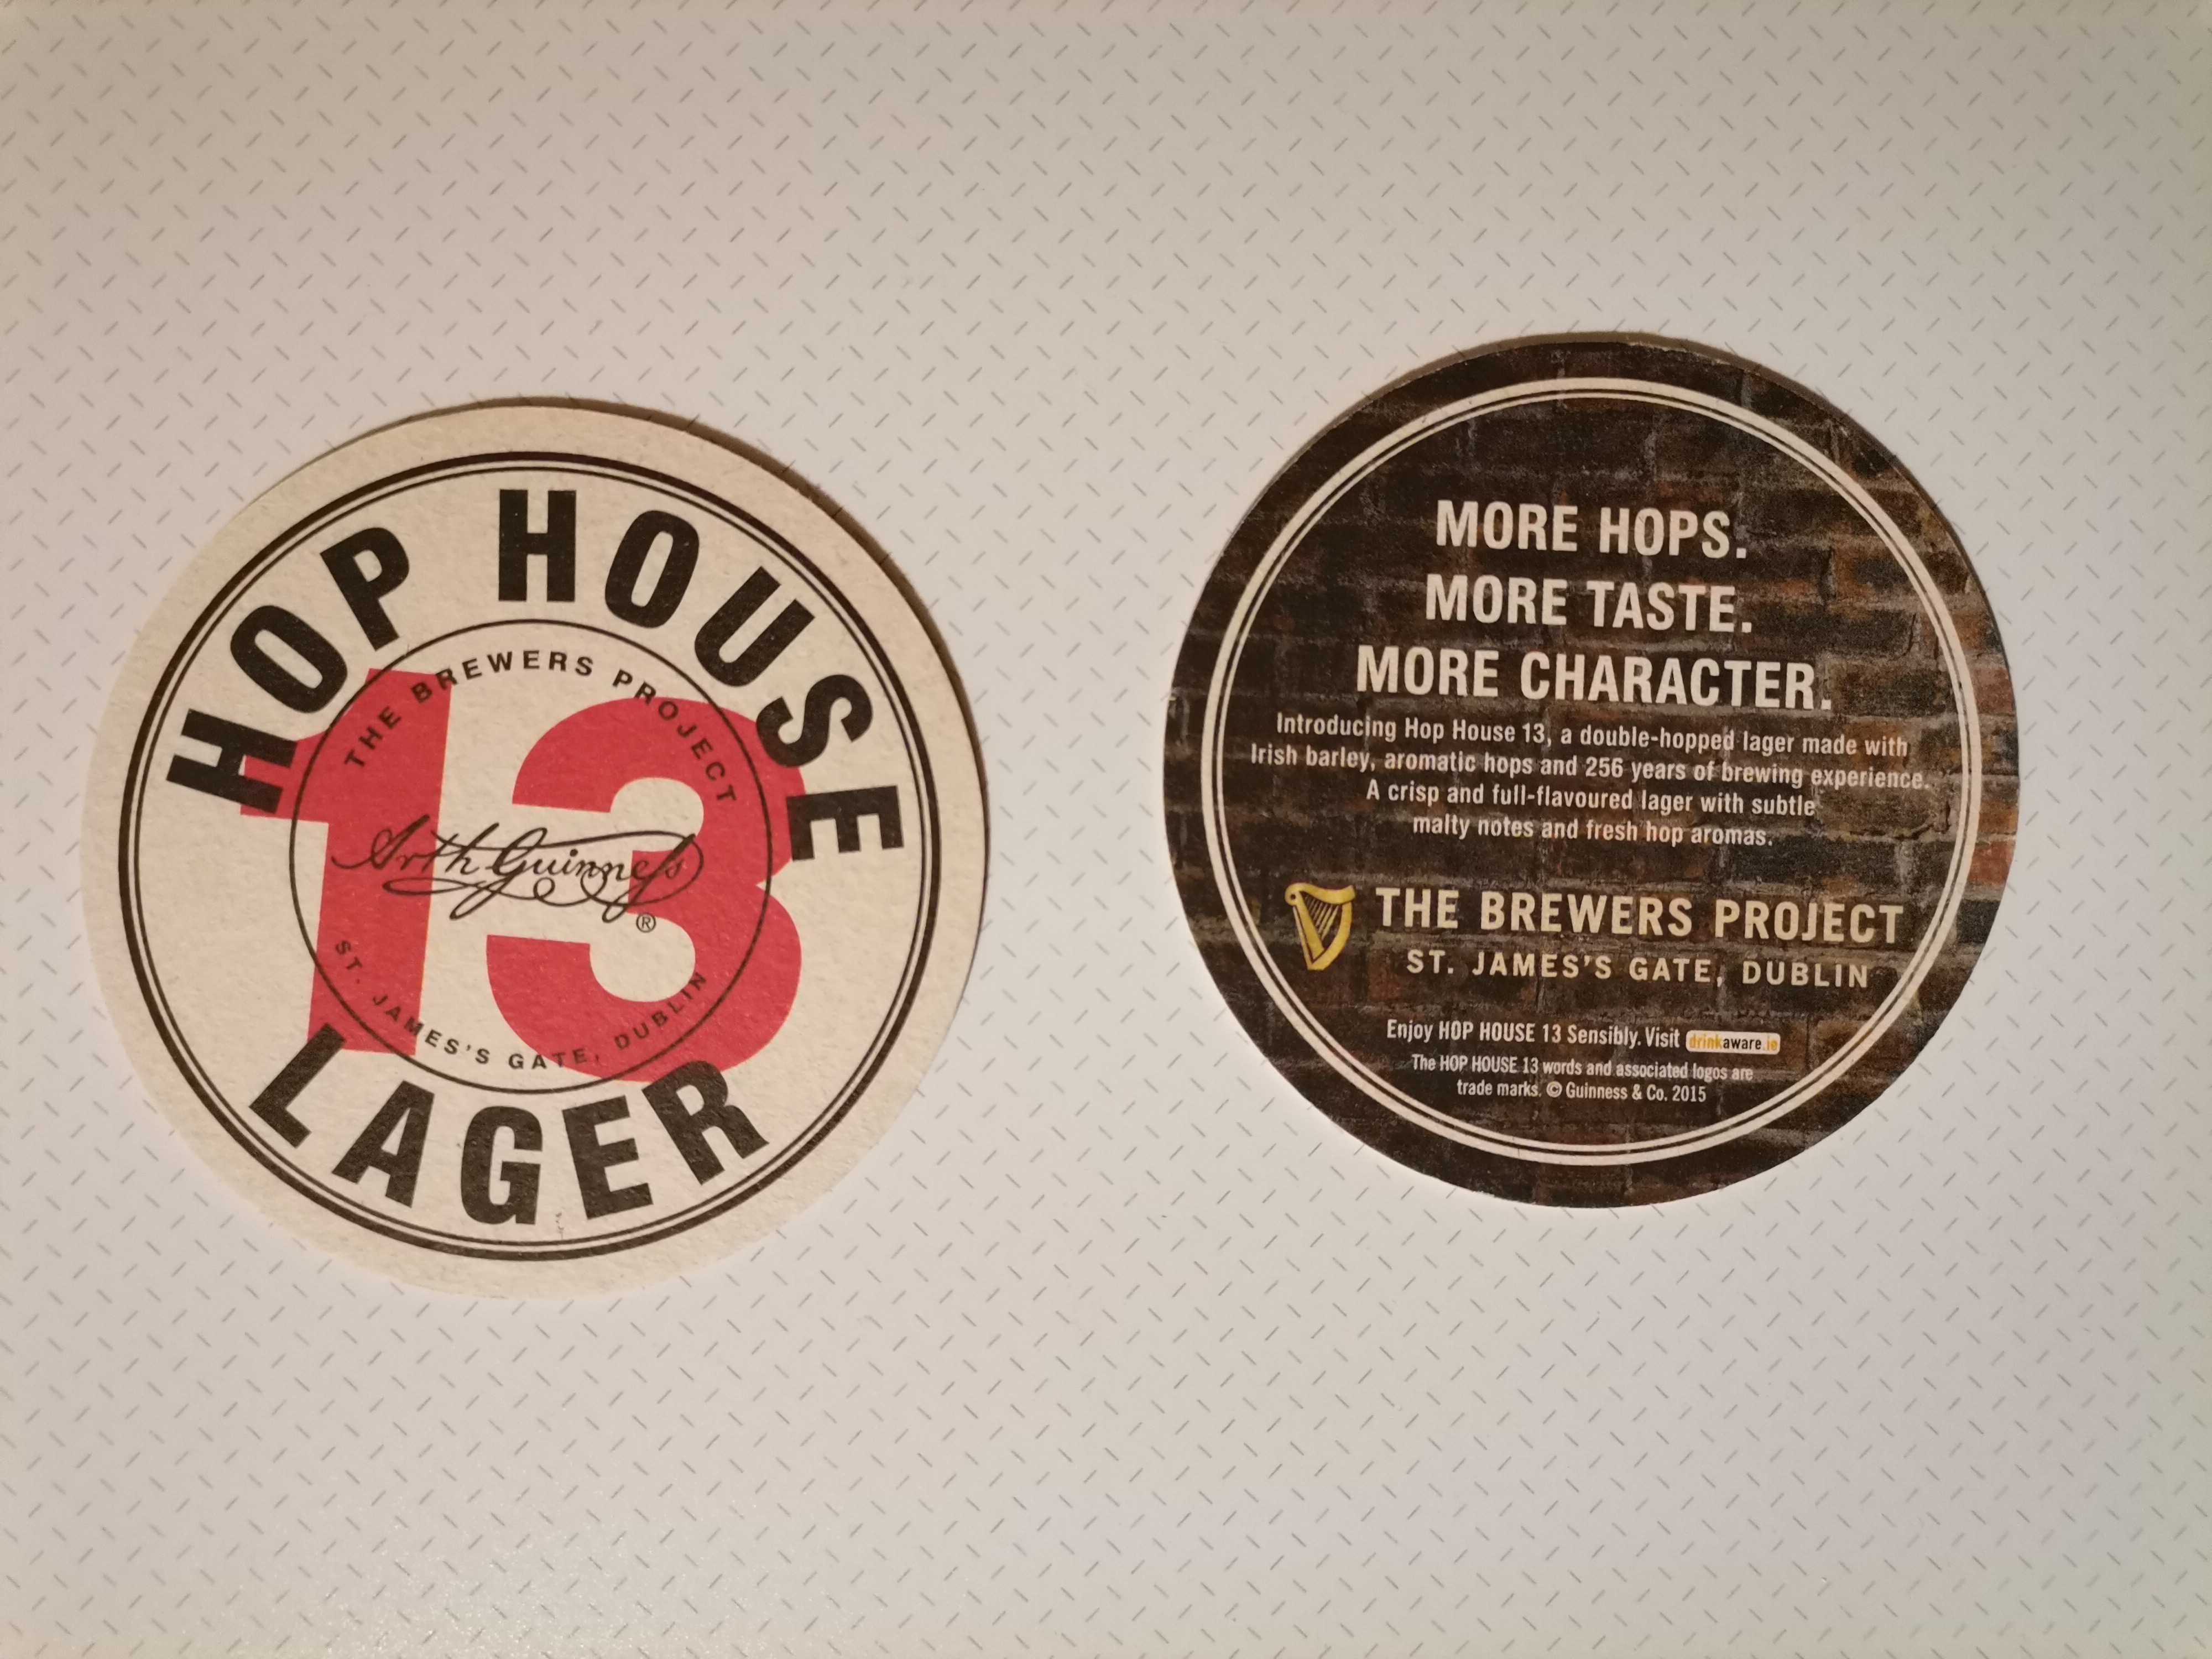 HOP HOUSE
13
THE BREWERS PROJECT
Arth Guinness
®
ST. JAMES'S GATE, DUBLIN
LAGER
MORE HOPS.
MORE TASTE.
MORE CHARACTER.
Introducing Hop House 13, a double-hopped lager made with
Irish barley, aromatic hops and 256 years of brewing experience.
A crisp and full-flavoured lager with subtle
malty notes and fresh hop aromas.
THE BREWERS PROJECT
ST. JAMES'S GATE, DUBLIN
Enjoy HOP HOUSE 13 Sensibly. Visit drinkaware.ie
The HOP HOUSE 13 words and associated logos are
trade marks. © Guinness & Co. 2015